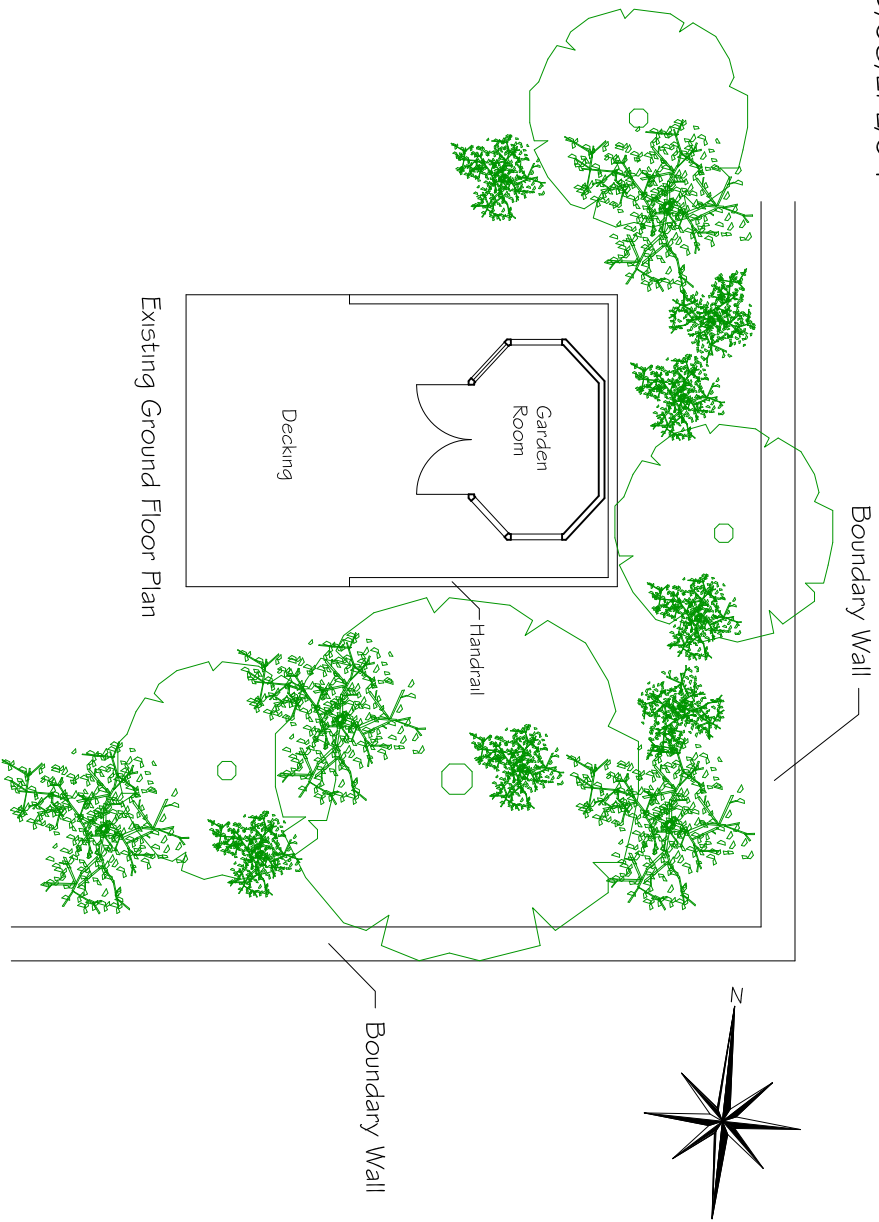 Boundary Wall
Garden
Room
Decking
Handrail
Existing Ground Floor Plan
Boundary Wall
N